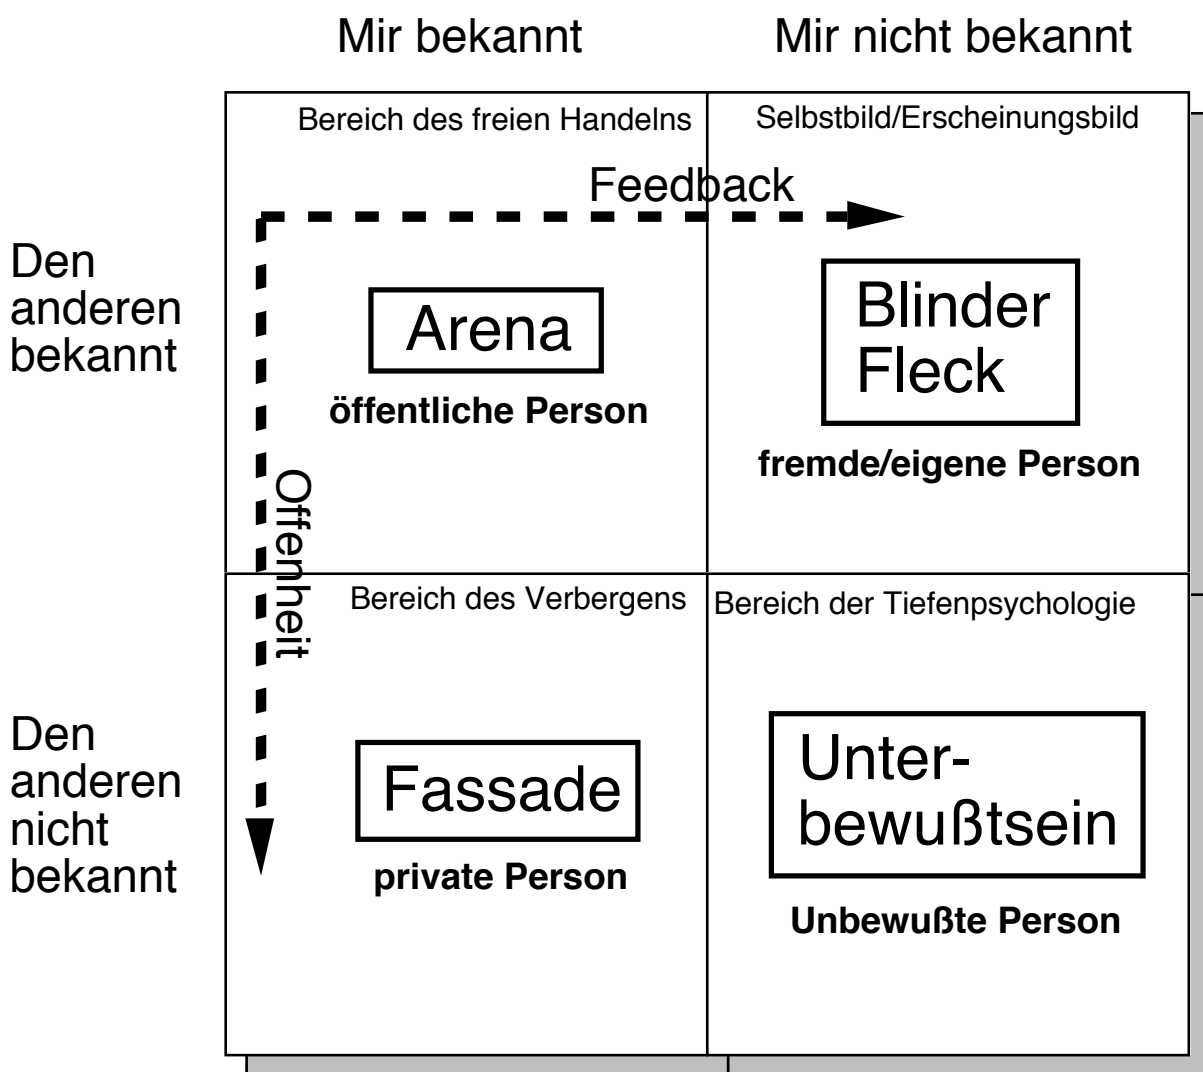 Mir bekannt
Mir nicht bekannt
Bereich des freien Handelns
Selbstbild/Erscheinungsbild
Feedback
Den
anderen
bekannt
Arena
öffentliche Person
Blinder
Fleck
fremde/eigene Person
Offenheit
Bereich des Verbergens
Bereich der Tiefenpsychologie
Den
anderen
nicht
bekannt
Fassade
private Person
Unter-
bewußtsein
Unbewußte Person